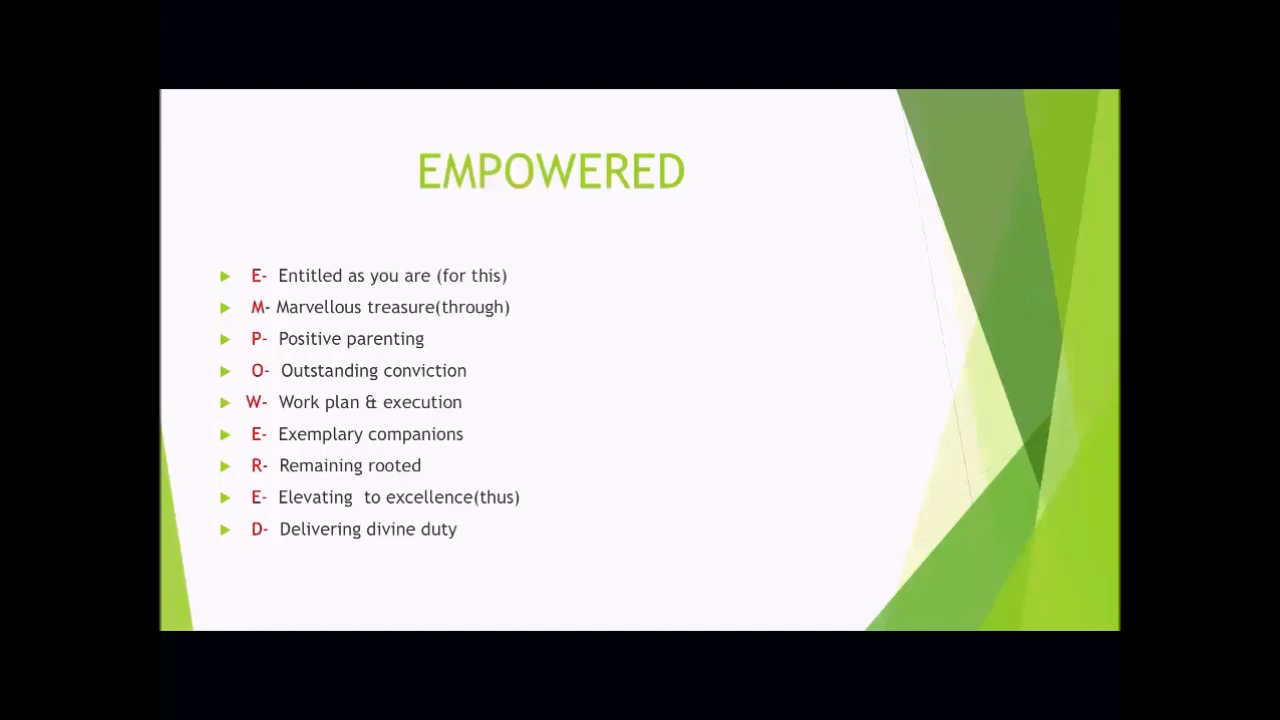 EMPOWERED
E- Entitled as you are (for this)
M- Marvellous treasure(through)
P- Positive parenting
O- Outstanding conviction
W- Work plan & execution
E- Exemplary companions
R- Remaining rooted
E- Elevating to excellence(thus)
D- Delivering divine duty